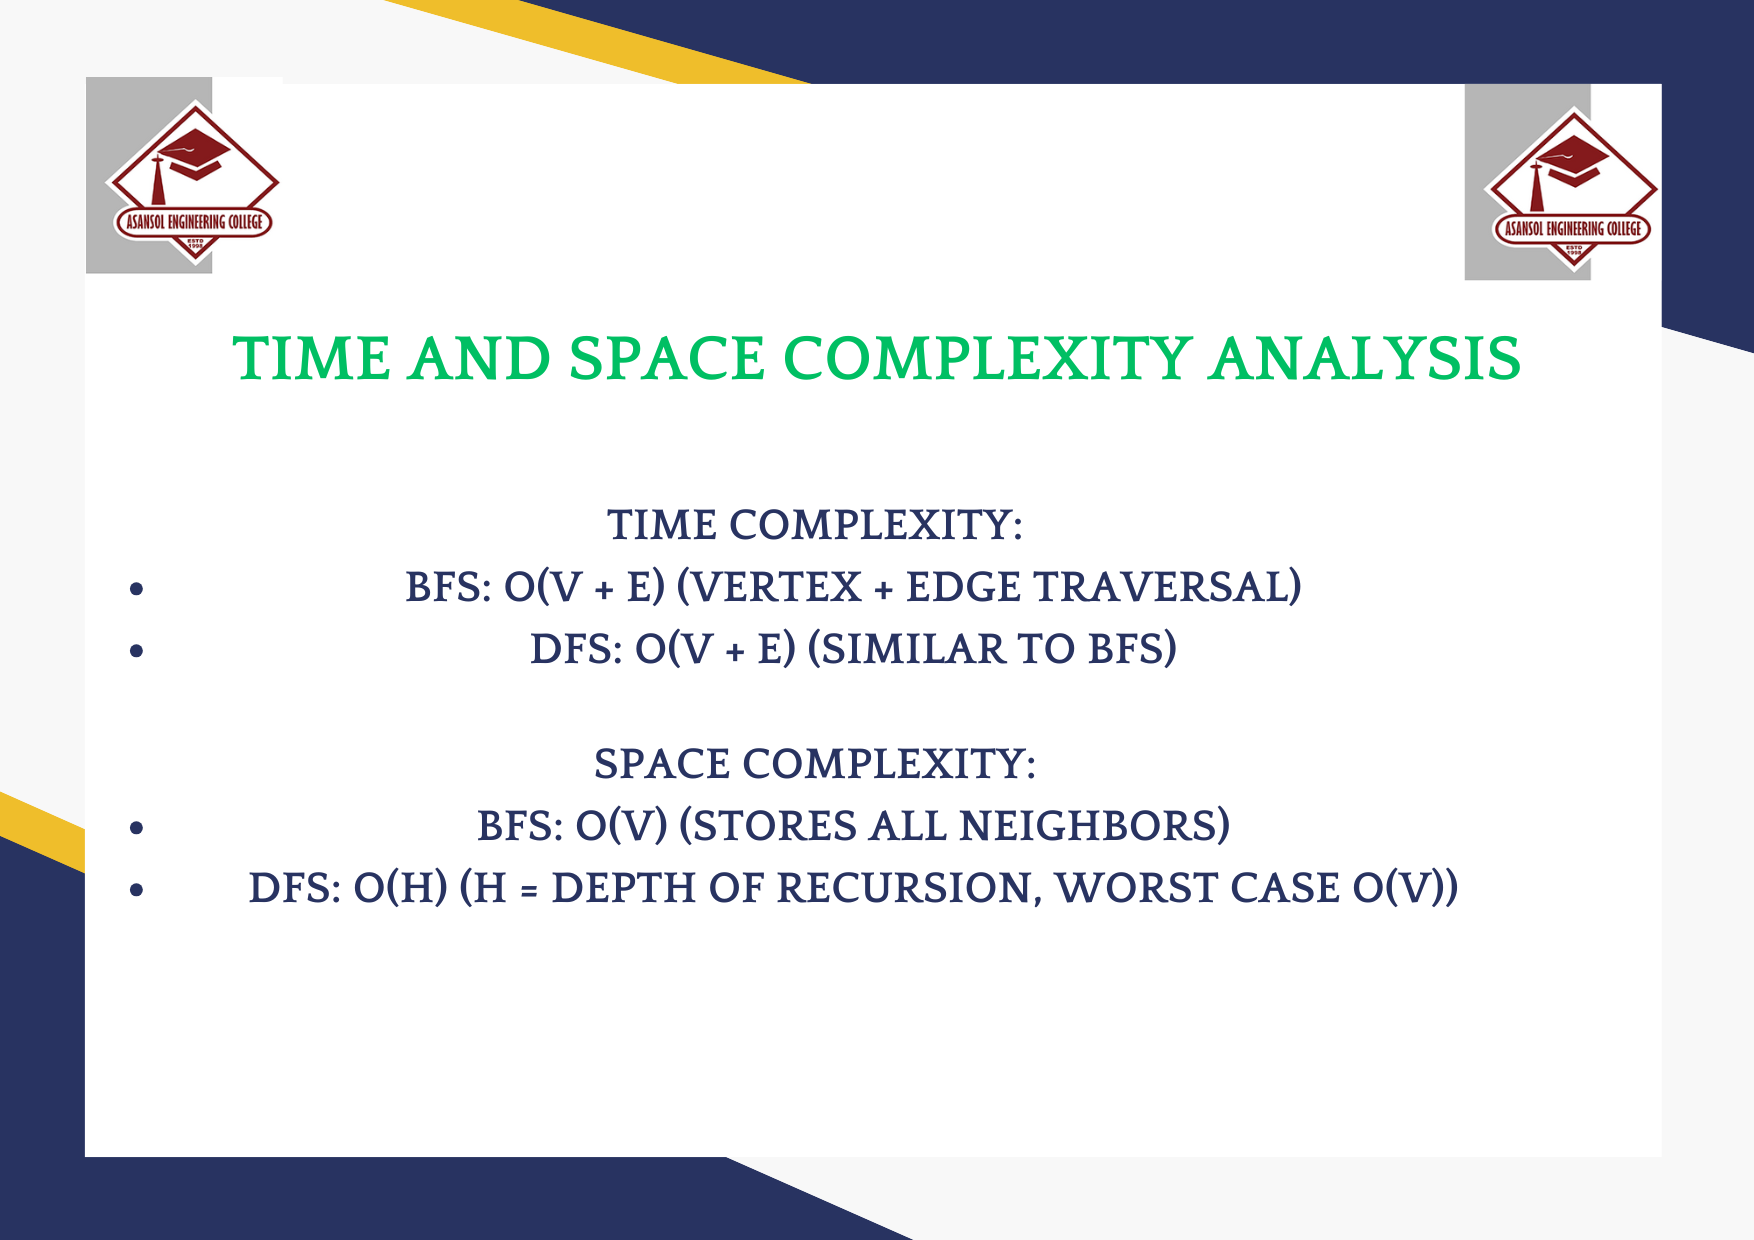 ASANSOL ENGINEERING COLLEGE
ESTD
1998
ASANSOL ENGINEERING COLLEGE
ESTD
1998
TIME AND SPACE COMPLEXITY ANALYSIS
TIME COMPLEXITY:
• BFS: O(V + E) (VERTEX + EDGE TRAVERSAL)
• DFS: O(V + E) (SIMILAR TO BFS)
SPACE COMPLEXITY:
• BFS: O(V) (STORES ALL NEIGHBORS)
• DFS: O(H) (H = DEPTH OF RECURSION, WORST CASE O(V))